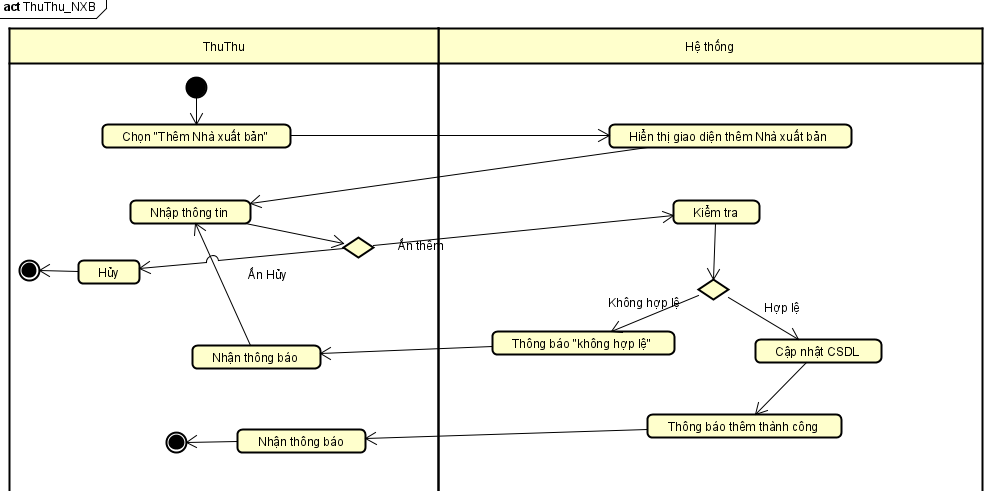 act ThuThu_NXB
ThuThu
Hệ thống
Chọn "Thêm Nhà xuất bản"
Hiển thị giao diện thêm Nhà xuất bản
Nhập thông tin
Kiểm tra
Ấn thêm
Hủy
Ấn Hủy
Không hợp lệ
Hợp lệ
Thông báo "không hợp lệ"
Cập nhật CSDL
Nhận thông báo
Thông báo thêm thành công
Nhận thông báo